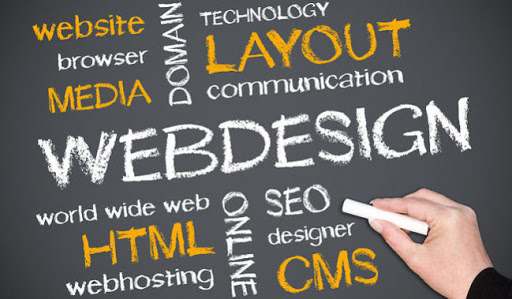 website
browser
MEDIA
DOMAIN
TECHNOLOGY
LAYOUT
communication
WEBDESIGN
world wide web
HTML
webhosting
ONLINE
SEO
designer
CMS